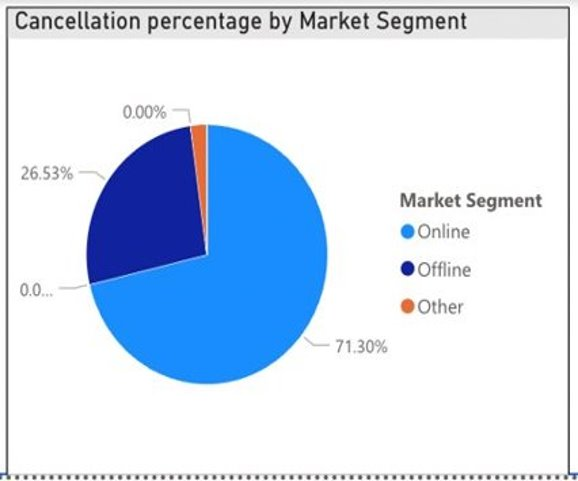 Cancellation percentage by Market Segment
0.00%
26.53%
0.0...
71.30%
Market Segment
Online
Offline
Other